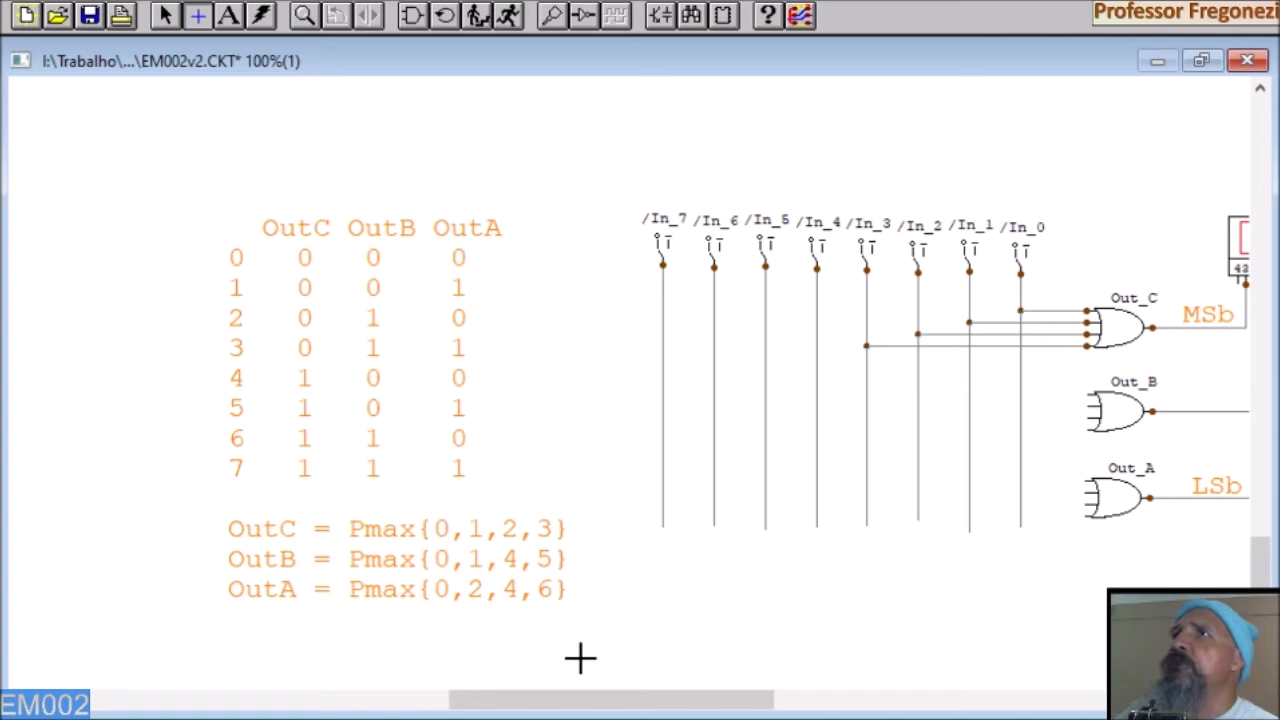 Professor Fregonezi
I:\Trabalho\...\EM002v2.CKT* 100%(1)
OutC OutB OutA
0 0 0 0
1 0 0 1
2 0 1 0
3 0 1 1
4 1 0 0
5 1 0 1
6 1 1 0
7 1 1 1
OutC = Pmax{0,1,2,3}
OutB = Pmax{0,1,4,5}
OutA = Pmax{0,2,4,6}
/In_7 /In_6 /In_5 /In_4 /In_3 /In_2 /In_1 /In_0
Out_C
MSb
Out_B
Out_A
LSb
EM002